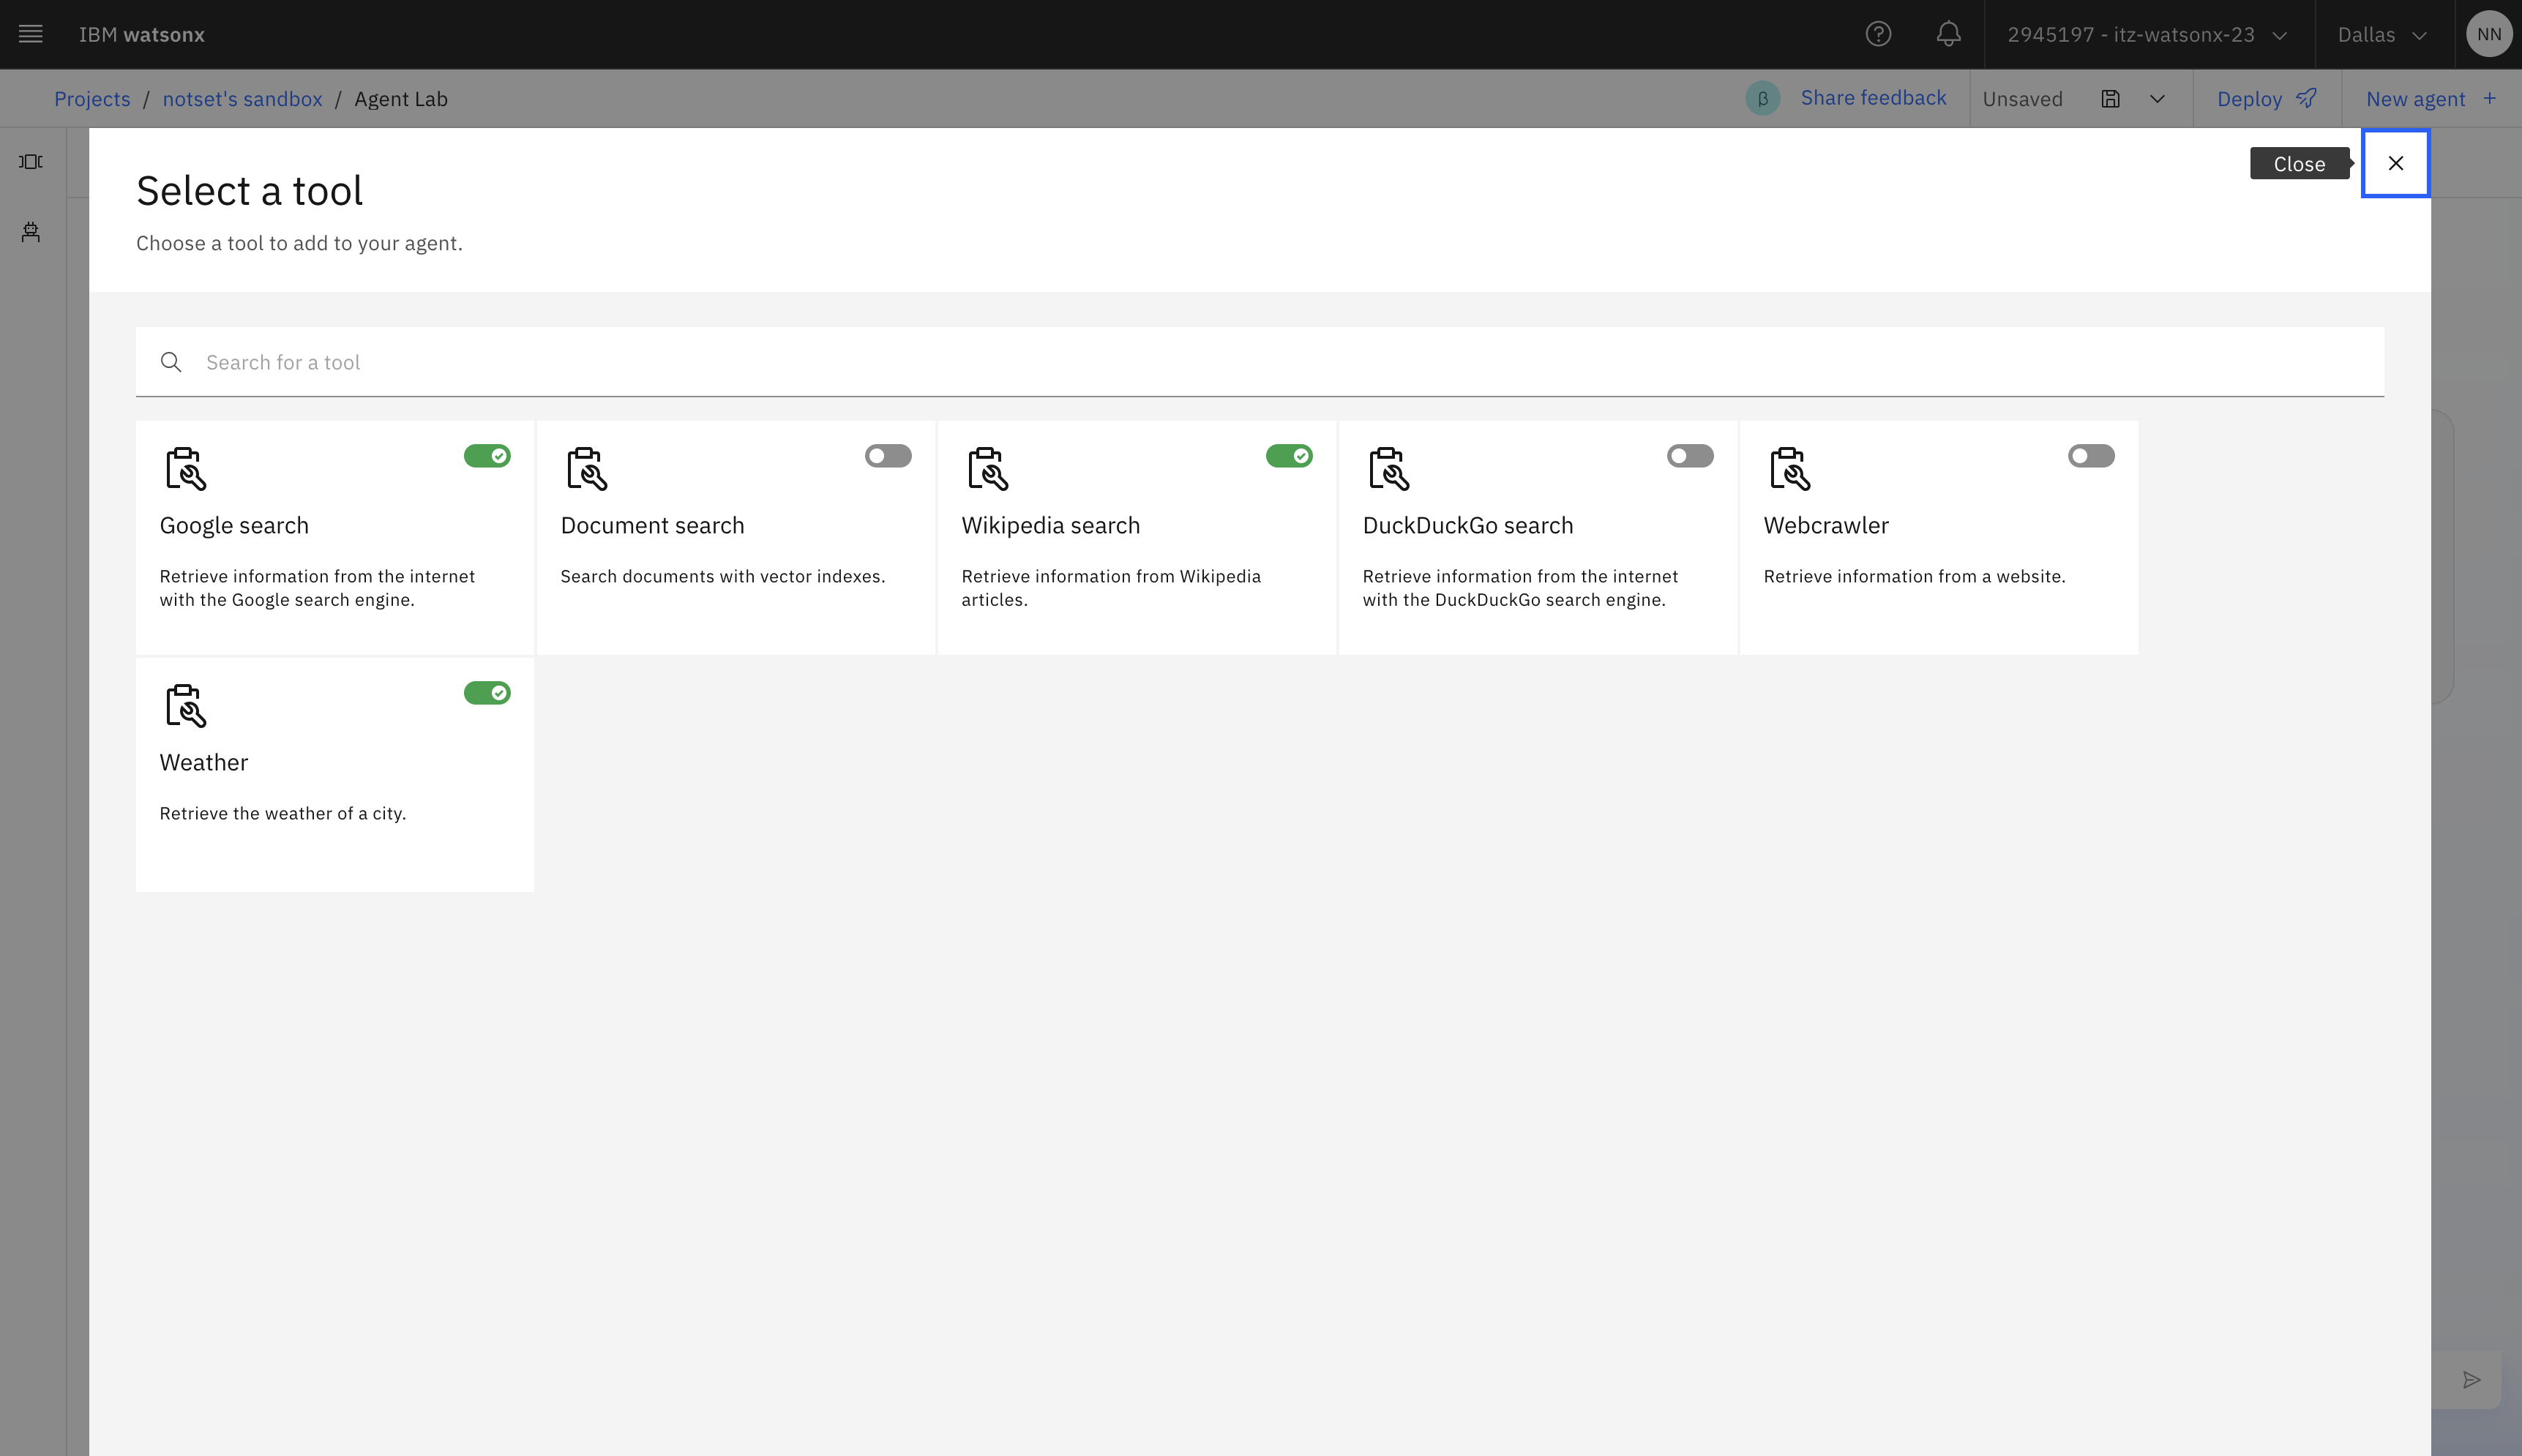 IBM watsonx
2945197 - itz-watsonx-23
Dallas
NN
Projects / notset's sandbox / Agent Lab
β
Share feedback
Unsaved
Deploy
New agent +
Select a tool
Close
Choose a tool to add to your agent.
Search for a tool
Google search
Retrieve information from the internet
with the Google search engine.
Document search
Search documents with vector indexes.
Wikipedia search
Retrieve information from Wikipedia
articles.
DuckDuckGo search
Retrieve information from the internet
with the DuckDuckGo search engine.
Webcrawler
Retrieve information from a website.
Weather
Retrieve the weather of a city.